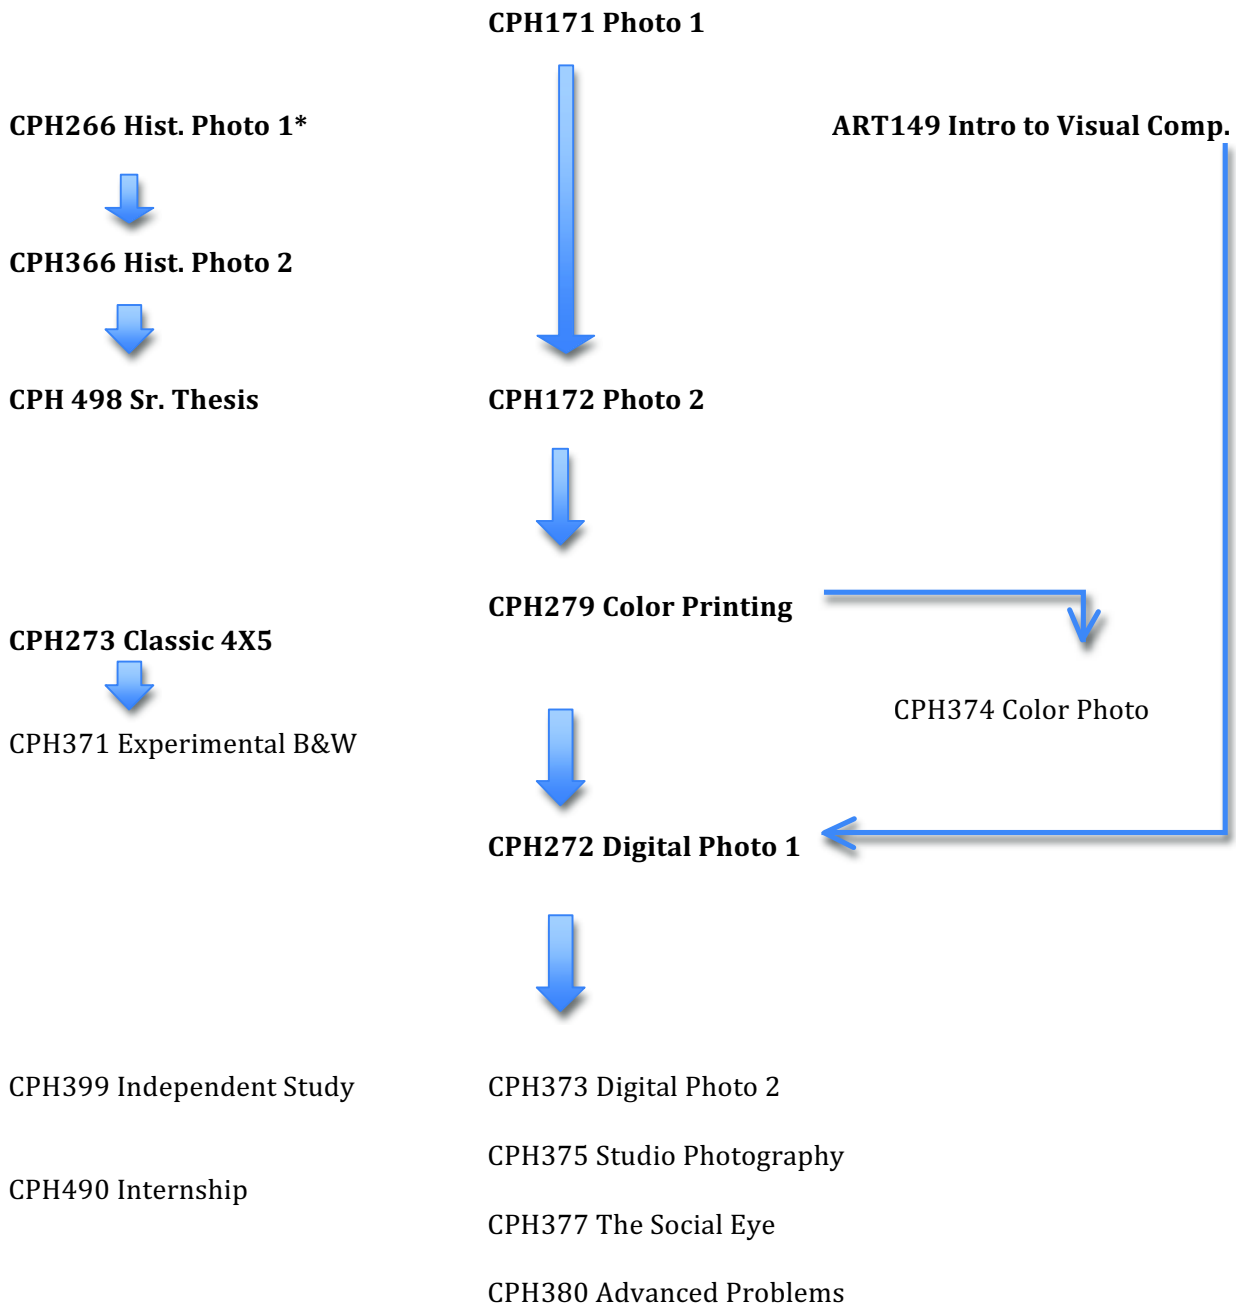 CPH171 Photo 1
CPH266 Hist. Photo 1*
ART149 Intro to Visual Comp.
CPH366 Hist. Photo 2
CPH 498 Sr. Thesis
CPH172 Photo 2
CPH279 Color Printing
CPH273 Classic 4X5
CPH374 Color Photo
CPH371 Experimental B&W
CPH272 Digital Photo 1
CPH399 Independent Study
CPH373 Digital Photo 2
CPH375 Studio Photography
CPH490 Internship
CPH377 The Social Eye
CPH380 Advanced Problems